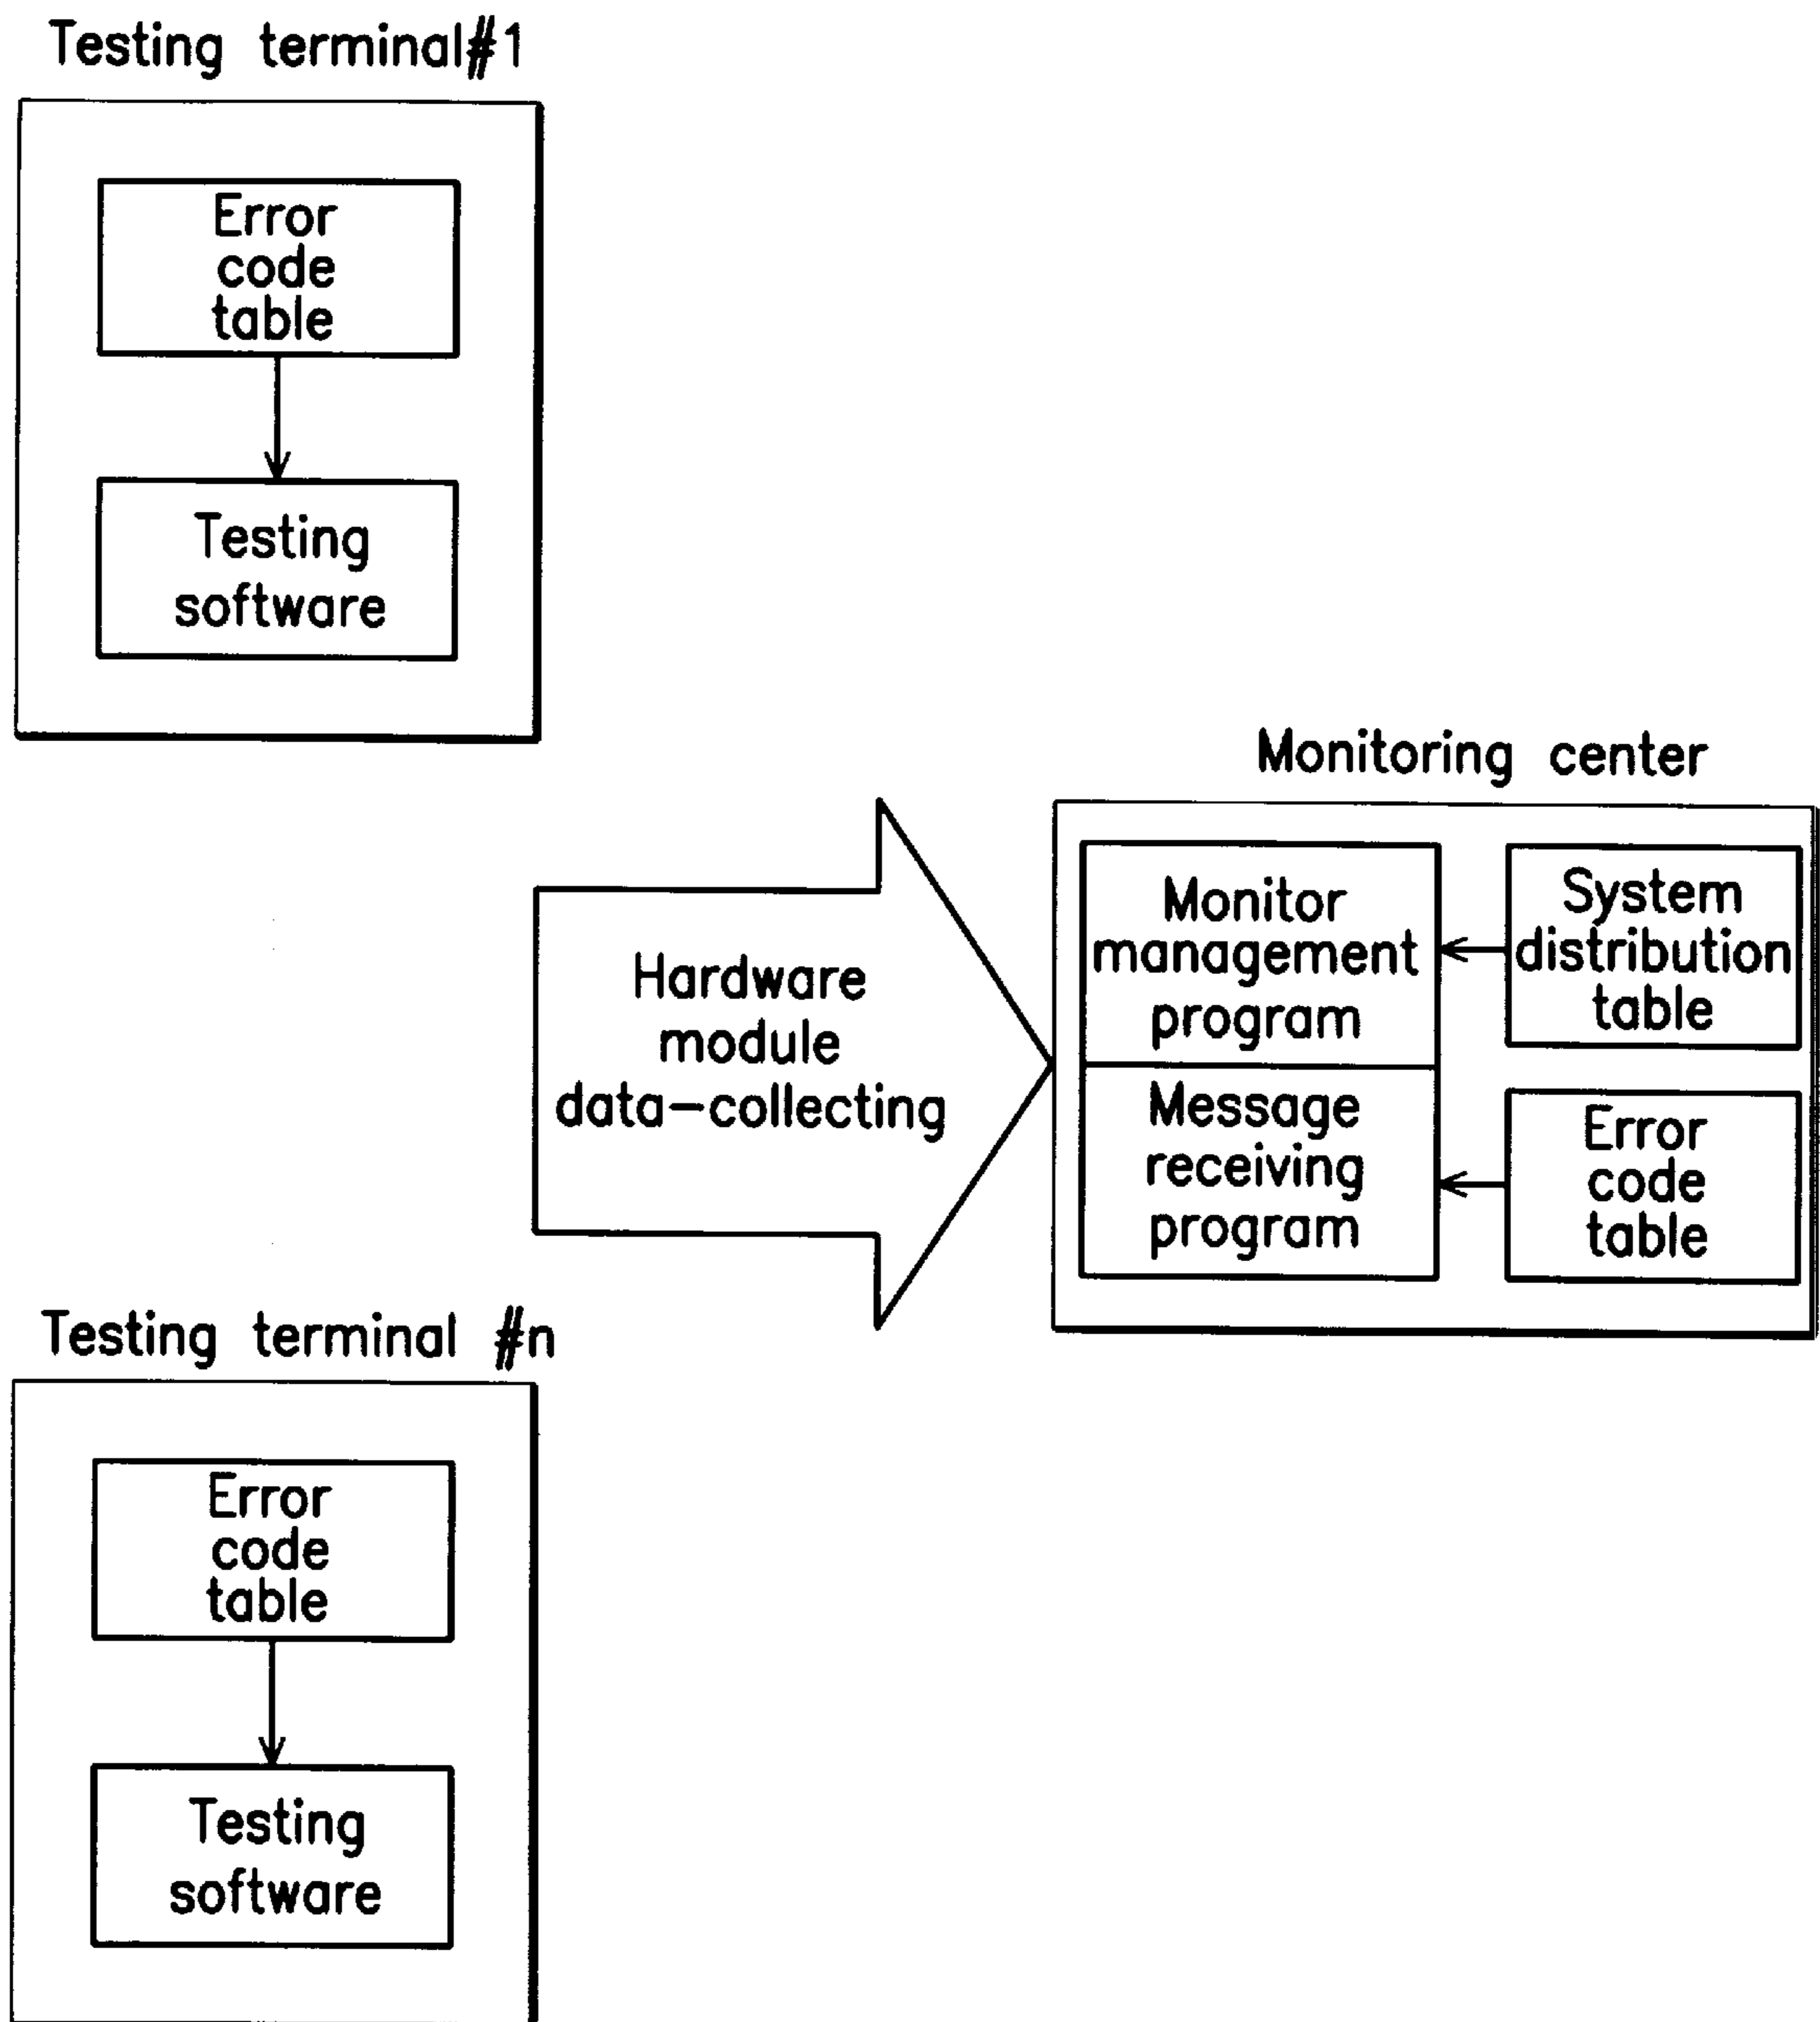 Testing terminal#1
Error
code
table
Testing
software
Monitoring center
Monitor
management
program
System
distribution
table
Hardware
module
data-collecting
Message
receiving
program
Error
code
table
Testing terminal #n
Error
code
table
Testing
software